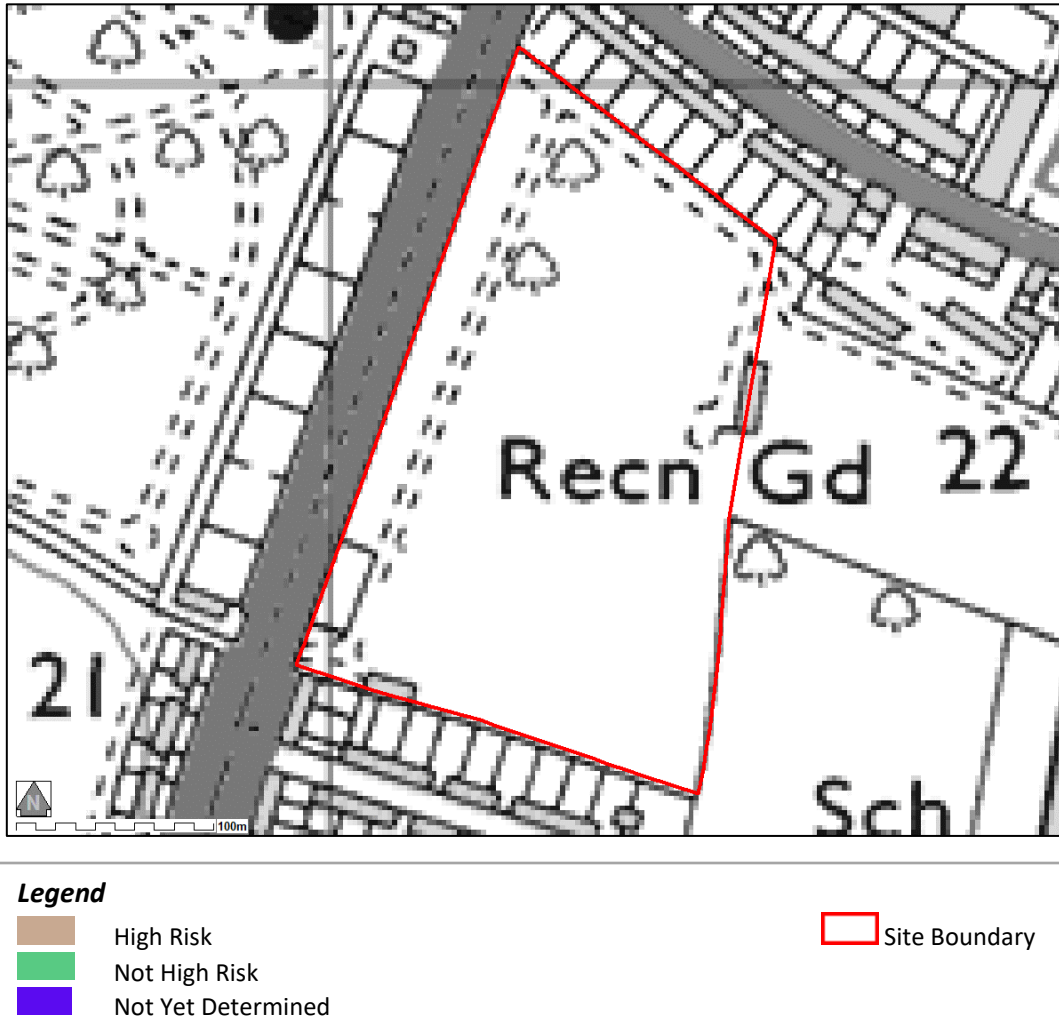 Recn Gd 22
21
Sch
N
100m
Legend
High Risk
Site Boundary
Not High Risk
Not Yet Determined